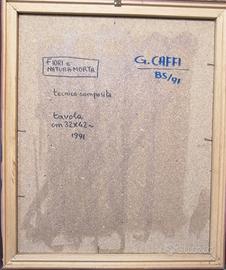 FIORI e
NATURA MORTA
G. CAFFI
BS/91
tecnica composita
tavola
cm 32x42
1991